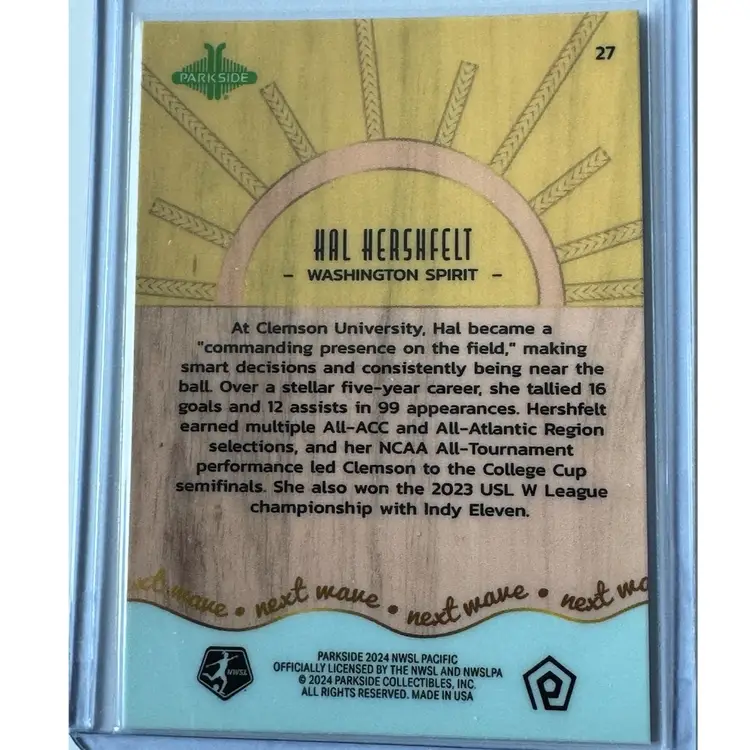 PARKSIDE
27
HAL HERSHFELT
– WASHINGTON SPIRIT –
At Clemson University, Hal became a
"commanding presence on the field," making
smart decisions and consistently being near the
ball. Over a stellar five-year career, she tallied 16
goals and 12 assists in 99 appearances. Hershfelt
earned multiple All-ACC and All-Atlantic Region
selections, and her NCAA All-Tournament
performance led Clemson to the College Cup
semifinals. She also won the 2023 USL W League
championship with Indy Eleven.
xt wave • next wave • next wave • next wa
NWSL
PARKSIDE 2024 NWSL PACIFIC
OFFICIALLY LICENSED BY THE NWSL AND NWSLPA
© 2024 PARKSIDE COLLECTIBLES, INC.
ALL RIGHTS RESERVED. MADE IN USA